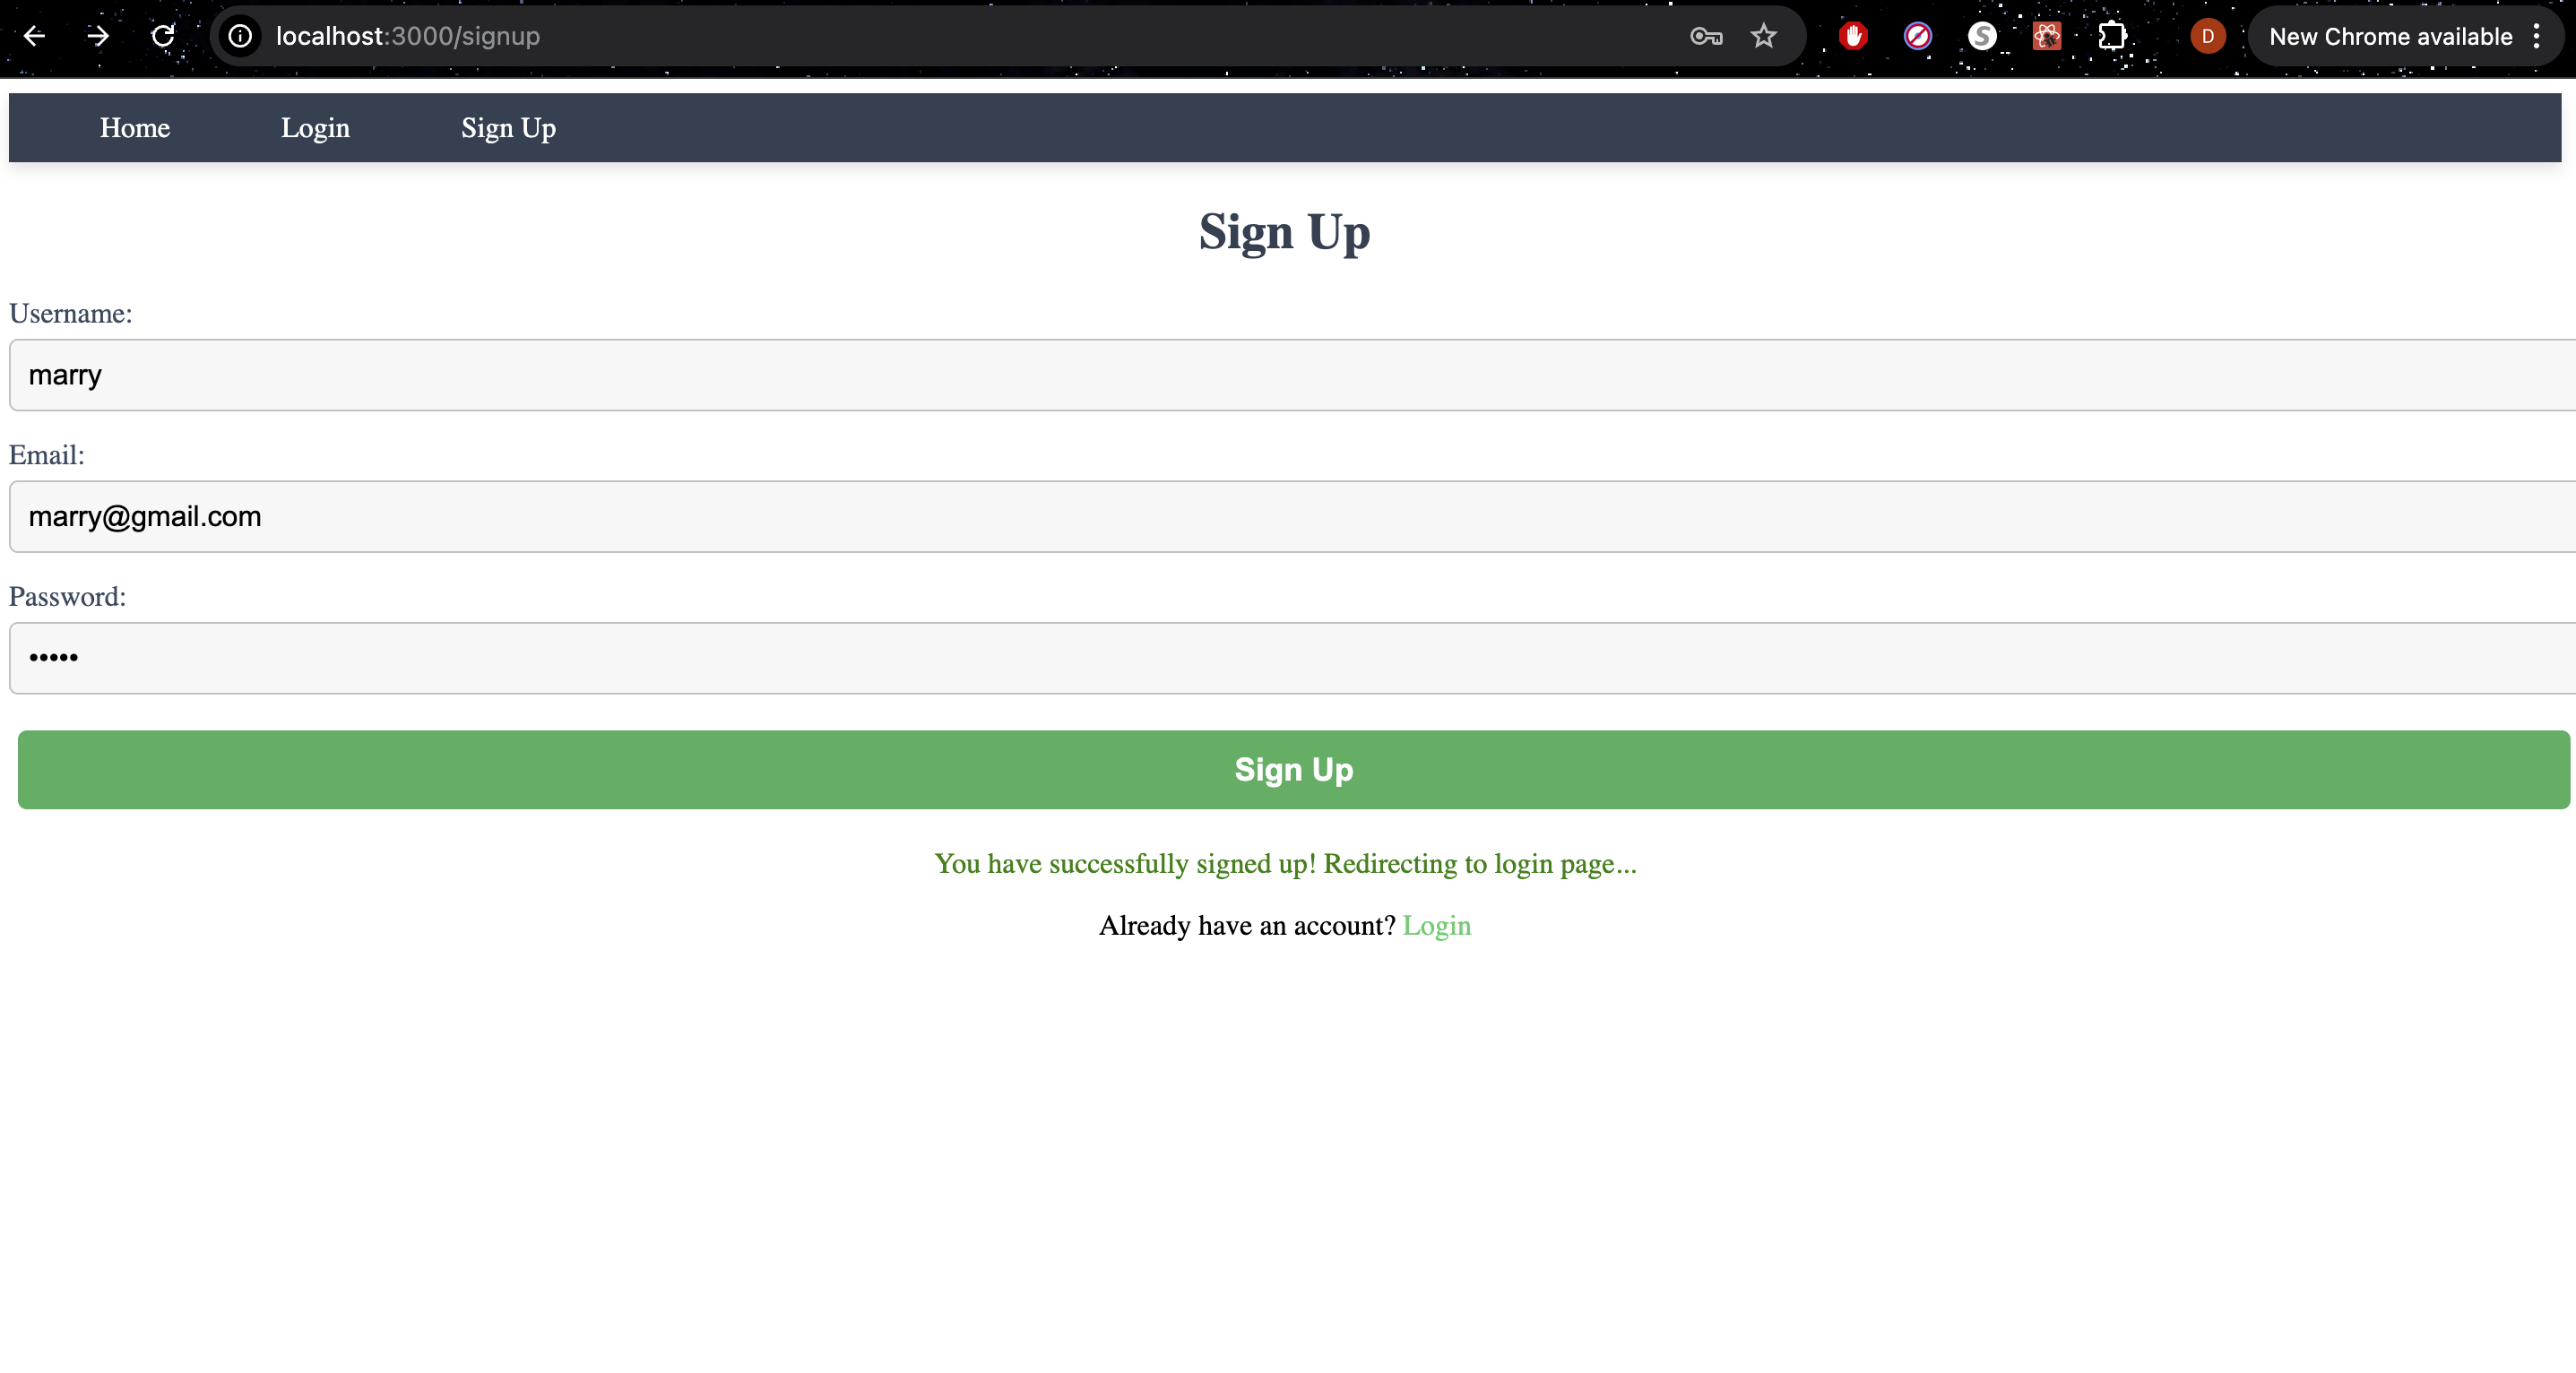 localhost:3000/signup
S
D
New Chrome available
Home
Login
Sign Up
Sign Up
Username:
marry
Email:
marry@gmail.com
Password:
•••••
Sign Up
You have successfully signed up! Redirecting to login page...
Already have an account? Login